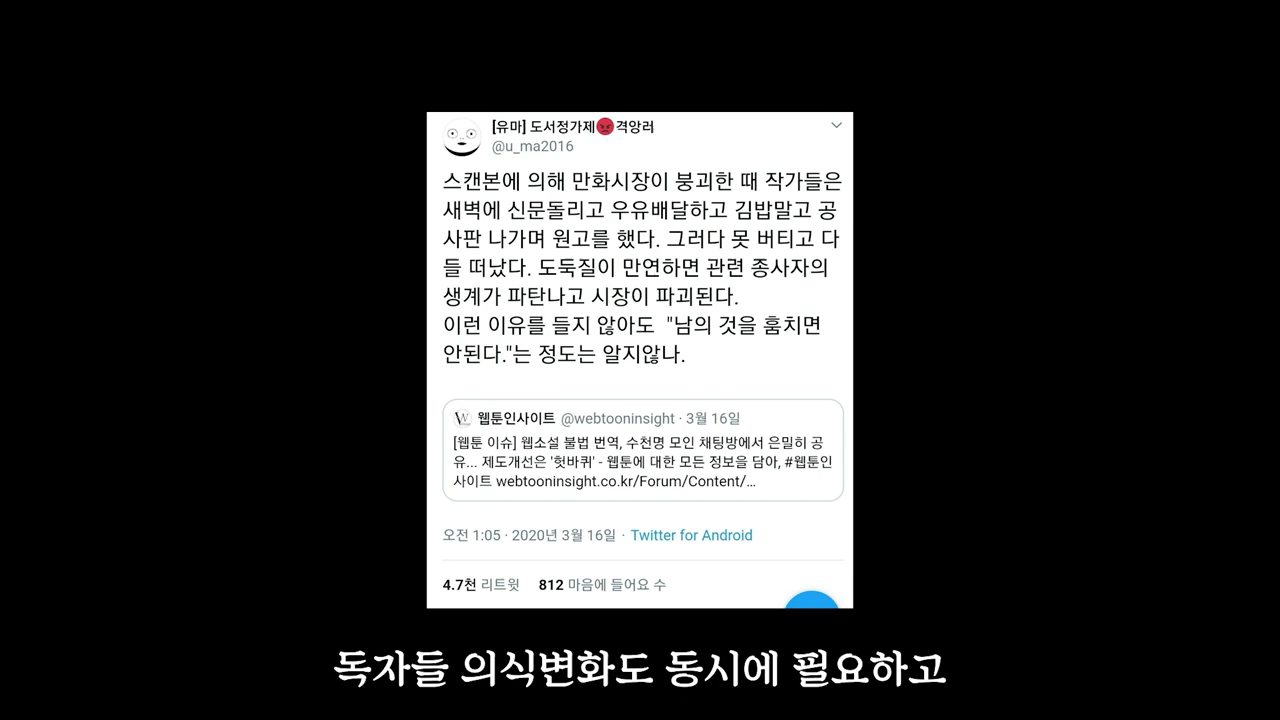 [유마] 도서정가제😡격앙러
@u_ma2016
스캔본에 의해 만화시장이 붕괴한 때 작가들은
새벽에 신문돌리고 우유배달하고 김밥말고 공
사판 나가며 원고를 했다. 그러다 못 버티고 다
들 떠났다. 도둑질이 만연하면 관련 종사자의
생계가 파탄나고 시장이 파괴된다.
이런 이유를 들지 않아도 "남의 것을 훔치면
안된다."는 정도는 알지않나.
웹툰인사이트 @webtooninsight · 3월 16일
[웹툰 이슈] 웹소설 불법 번역, 수천명 모인 채팅방에서 은밀히 공
유... 제도개선은 '헛바퀴' - 웹툰에 대한 모든 정보를 담아, #웹툰인
사이트 webtooninsight.co.kr/Forum/Content/…
오전 1:05 · 2020년 3월 16일 · Twitter for Android
4.7천 리트윗 812 마음에 들어요 수
독자들 의식변화도 동시에 필요하고